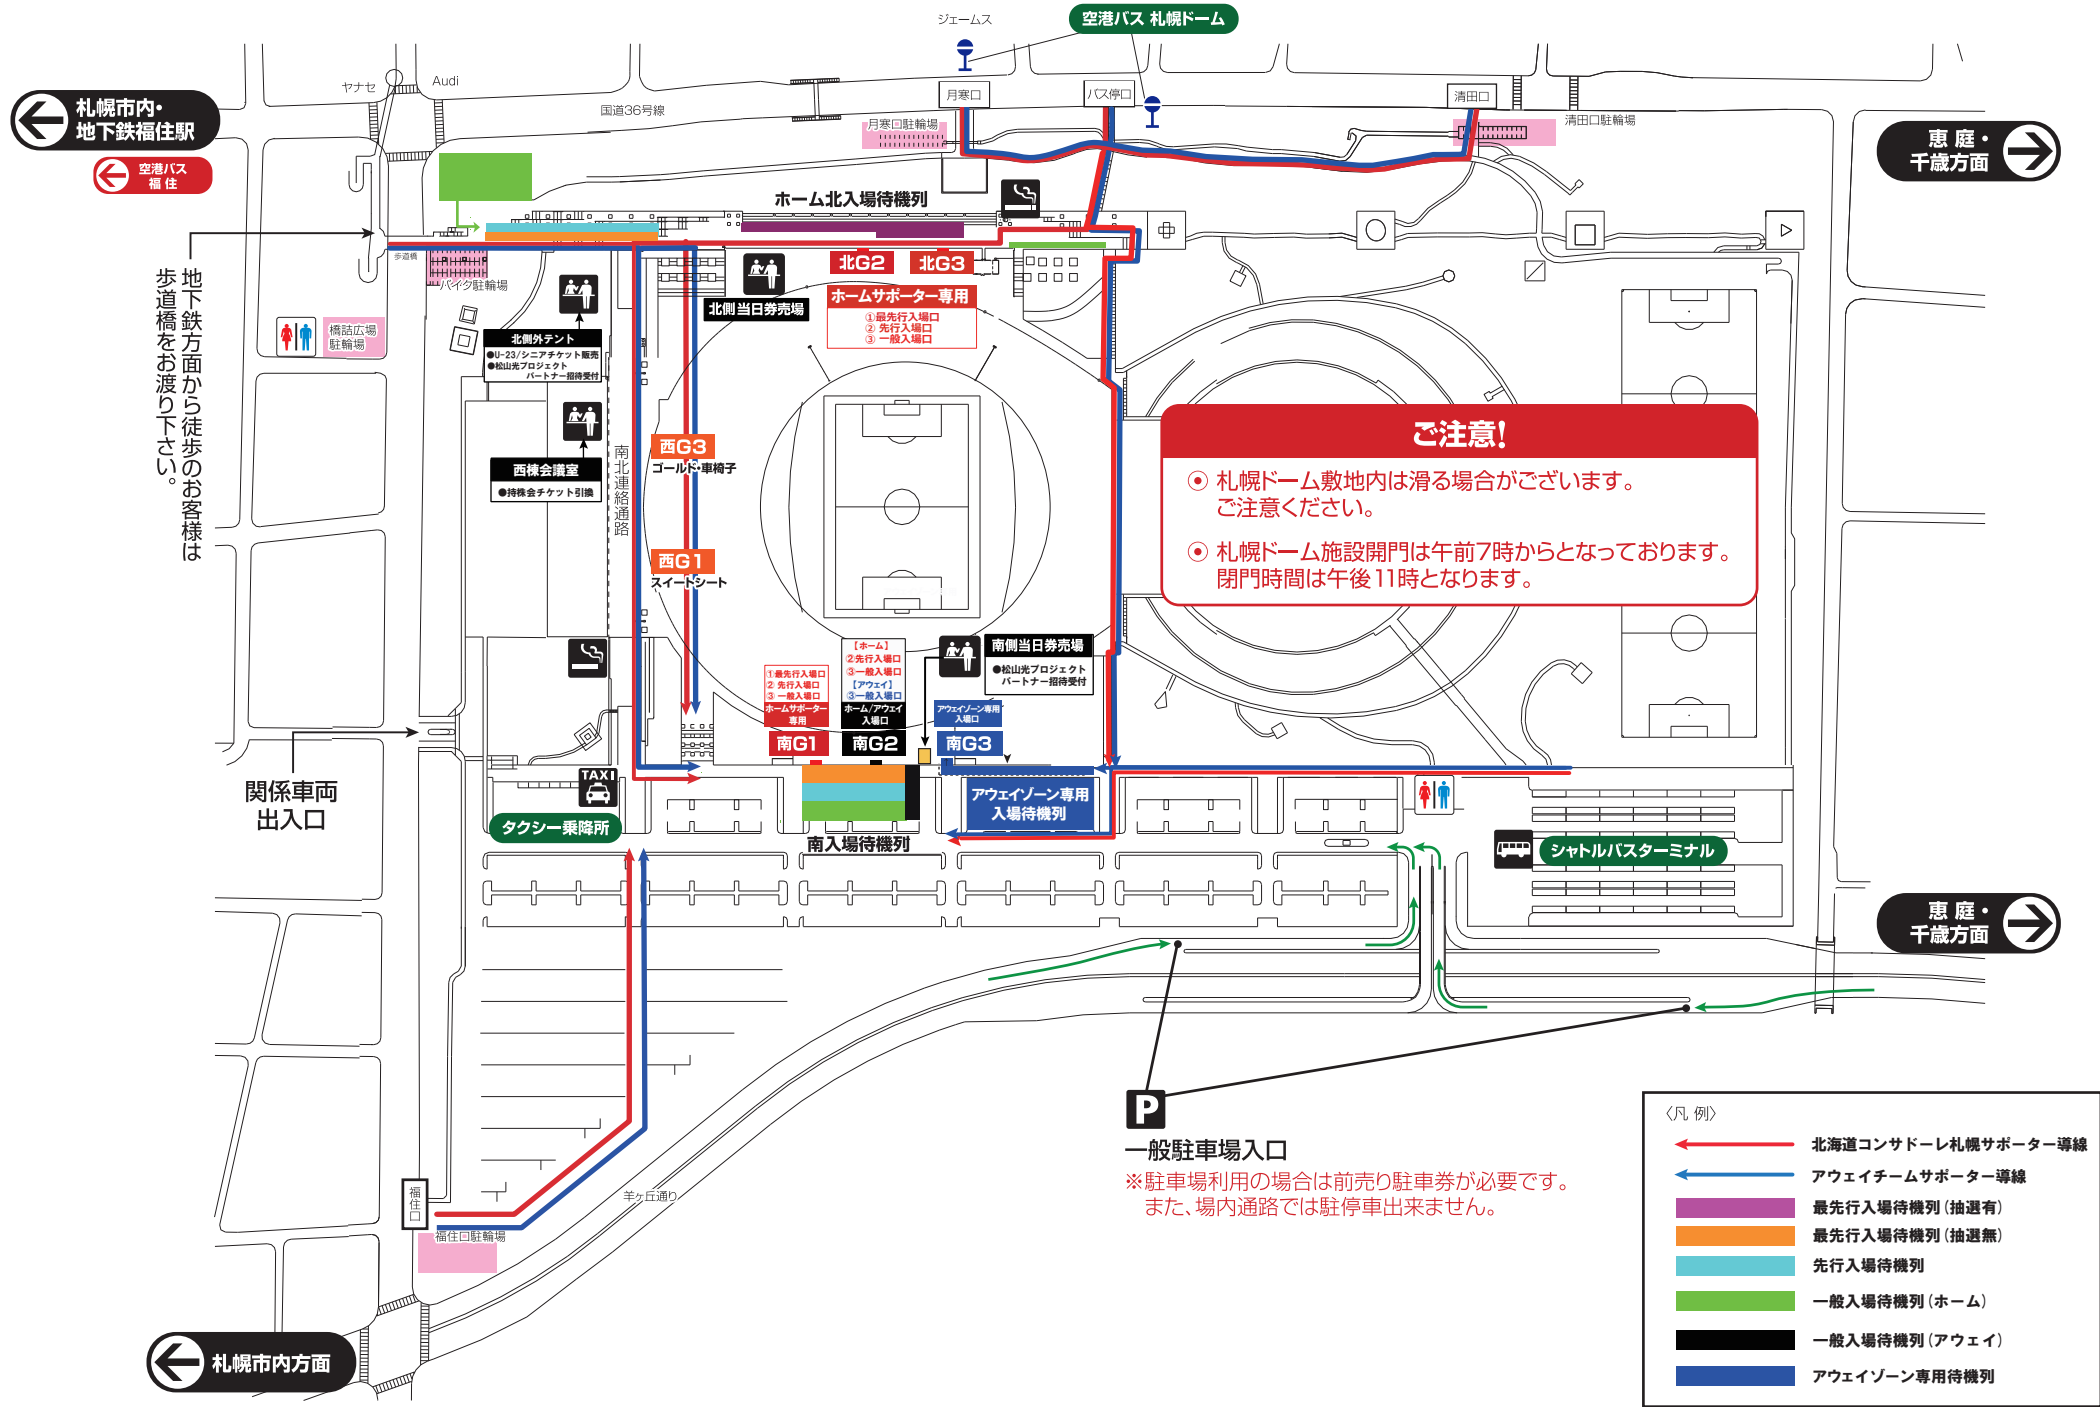 ジェームス
空港バス 札幌ドーム
ヤナセ
Audi
国道36号線
月寒口
バス停口
清田口
月寒口駐輪場
清田口駐輪場
札幌市内・
地下鉄福住駅
空港バス
福 住
恵 庭・
千歳方面
ホーム北入場待機列
歩道橋
バイク駐輪場
橋詰広場
駐輪場
地下鉄方面から徒歩のお客様は
歩道橋をお渡り下さい。
北G2
北G3
ホームサポーター専用
①最先行入場口
② 先行入場口
③ 一般入場口
北側当日券売場
北側外テント
●U-23/シニアチケット販売
●松山光プロジェクト
パートナー招待受付
西棟会議室
●持株会チケット引換
南北連絡通路
西G3
ゴールド・車椅子
西G1
スイートシート
ご注意!
札幌ドーム敷地内は滑る場合がございます。
ご注意ください。
札幌ドーム施設開門は午前7時からとなっております。
閉門時間は午後11時となります。
①最先行入場口
② 先行入場口
③ 一般入場口
ホームサポーター
専用
南G1
【ホーム】
②先行入場口
③一般入場口
【アウェイ】
③一般入場口
ホーム/アウェイ
入場口
南G2
南側当日券売場
●松山光プロジェクト
パートナー招待受付
アウェイゾーン専用
入場口
南G3
アウェイゾーン専用
入場待機列
南入場待機列
関係車両
出入口
TAXI
タクシー乗降所
シャトルバスターミナル
恵 庭・
千歳方面
P
一般駐車場入口
※駐車場利用の場合は前売り駐車券が必要です。
また、場内通路では駐停車出来ません。
福住口
福住口駐輪場
羊ヶ丘通り
札幌市内方面
〈凡 例〉
北海道コンサドーレ札幌サポーター導線
アウェイチームサポーター導線
最先行入場待機列(抽選有)
最先行入場待機列(抽選無)
先行入場待機列
一般入場待機列(ホーム)
一般入場待機列(アウェイ)
アウェイゾーン専用待機列